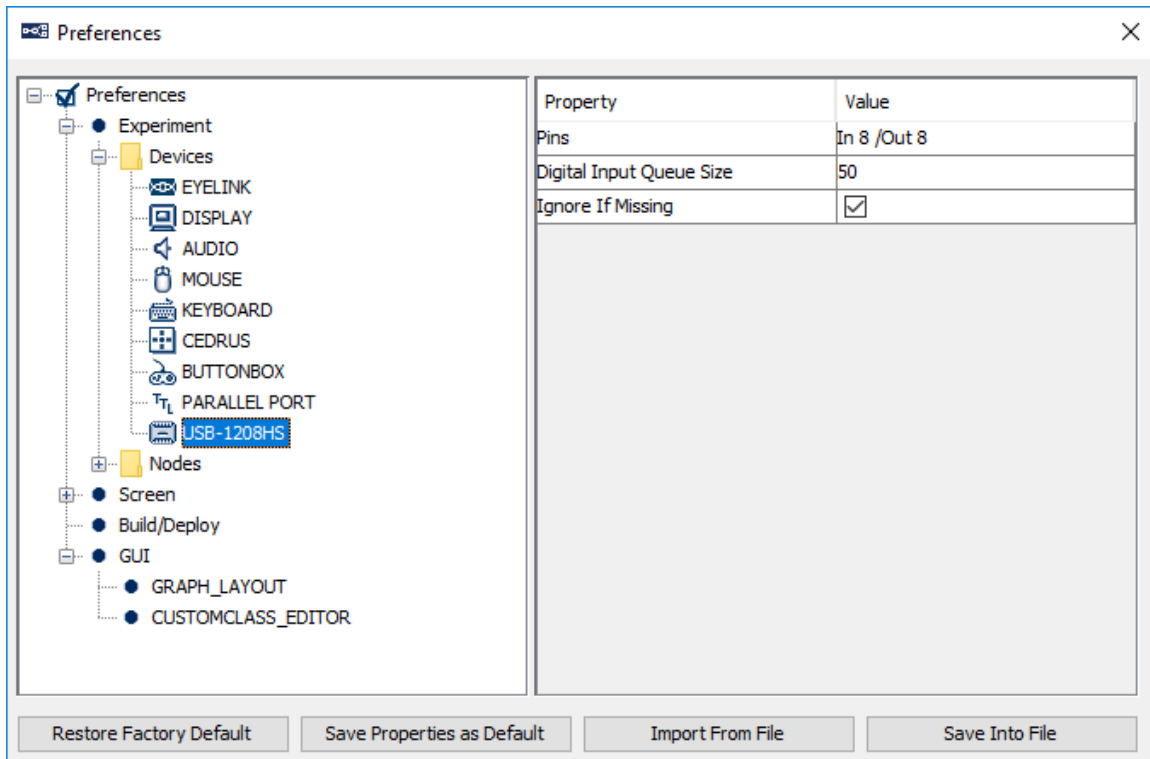 Preferences
Preferences
Experiment
Devices
EYELINK
DISPLAY
AUDIO
MOUSE
KEYBOARD
CEDRUS
BUTTONBOX
TTL PARALLEL PORT
USB-1208HS
Nodes
Screen
Build/Deploy
GUI
GRAPH_LAYOUT
CUSTOMCLASS_EDITOR
Property Value
Pins In 8 /Out 8
Digital Input Queue Size 50
Ignore If Missing
Restore Factory Default Save Properties as Default Import From File Save Into File